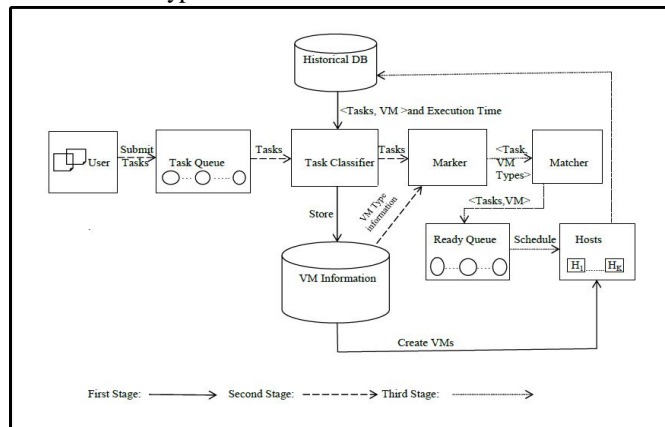 Historical DB
<Tasks, VM >and Execution Time
Submit
Tasks
User
Tasks
Task Queue
Task Classifier
Tasks
Marker
<Task,
VM
Types>
Matcher
<Tasks,VM>
Store
VM Type
information
Ready Queue
Schedule
Hosts
H1
HK
VM Information
Create VMs
First Stage:
Second Stage:
Third Stage: